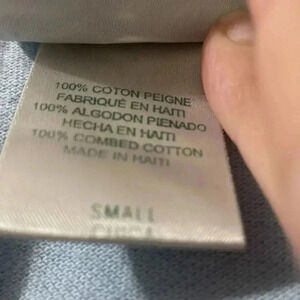 100% COTON PEIGNE
FABRIQUÉ EN HAITI
100% ALGODON PIENADO
HECHA EN HAITI
100% COMBED COTTON
MADE IN HAITI
SMALL